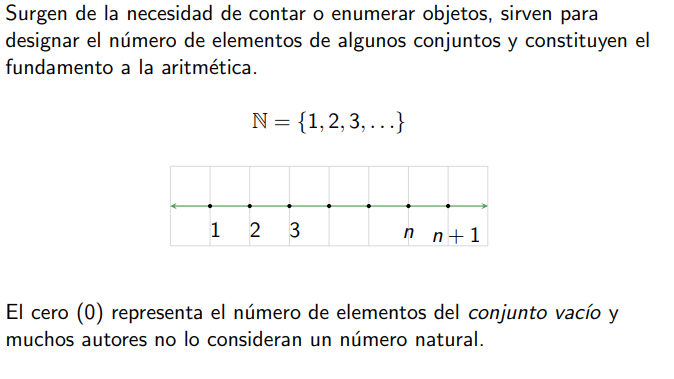 Surgen de la necesidad de contar o enumerar objetos, sirven para
designar el número de elementos de algunos conjuntos y constituyen el
fundamento a la aritmética.
ℕ = {1, 2, 3, . . .}
1 2 3 n n + 1
El cero (0) representa el número de elementos del conjunto vacío y
muchos autores no lo consideran un número natural.